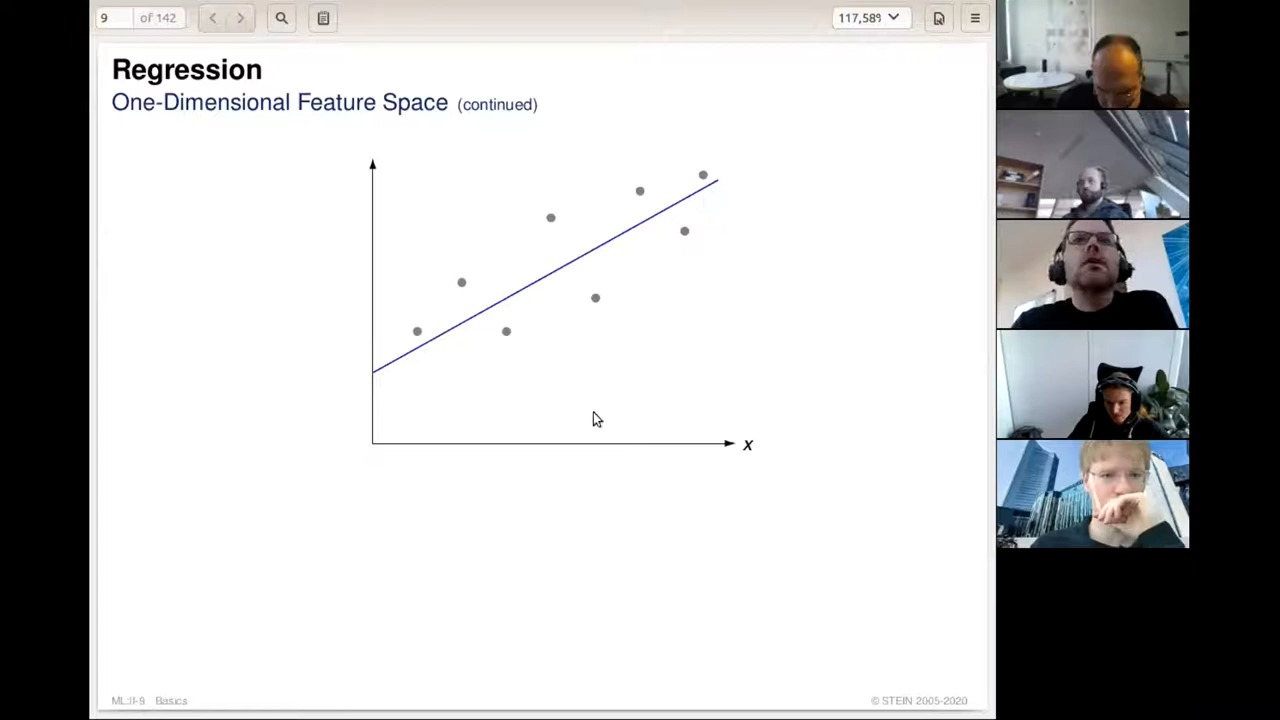 9 of 142 117,58%
Regression
One-Dimensional Feature Space (continued)
x
ML:II-9 Basics © STEIN 2005-2020